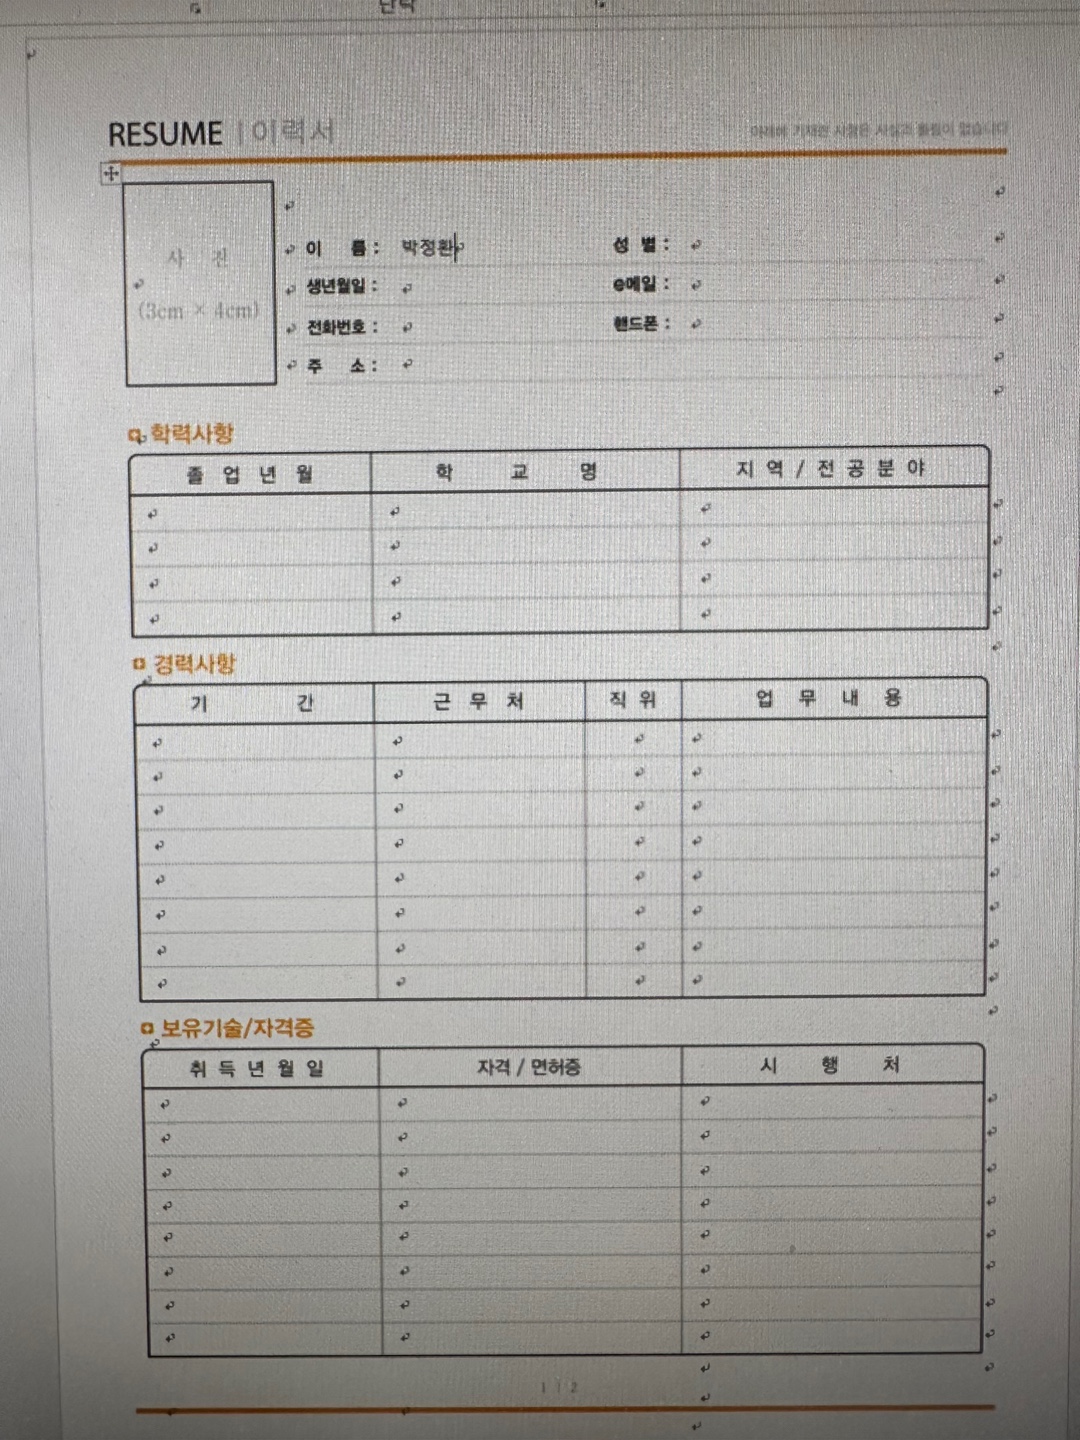 단락
RESUME | 이력서
아래에 기재한 사항은 사실과 틀림이 없습니다
사 진
(3cm × 4cm)
이 름 : 박정환 성 별 :
생년월일 : e메일 :
전화번호 : 핸드폰 :
주 소 :
학력사항
졸 업 년 월 학 교 명 지 역 / 전 공 분 야
경력사항
기 간 근 무 처 직 위 업 무 내 용
보유기술/자격증
취 득 년 월 일 자격 / 면허증 시 행 처
1 | 2